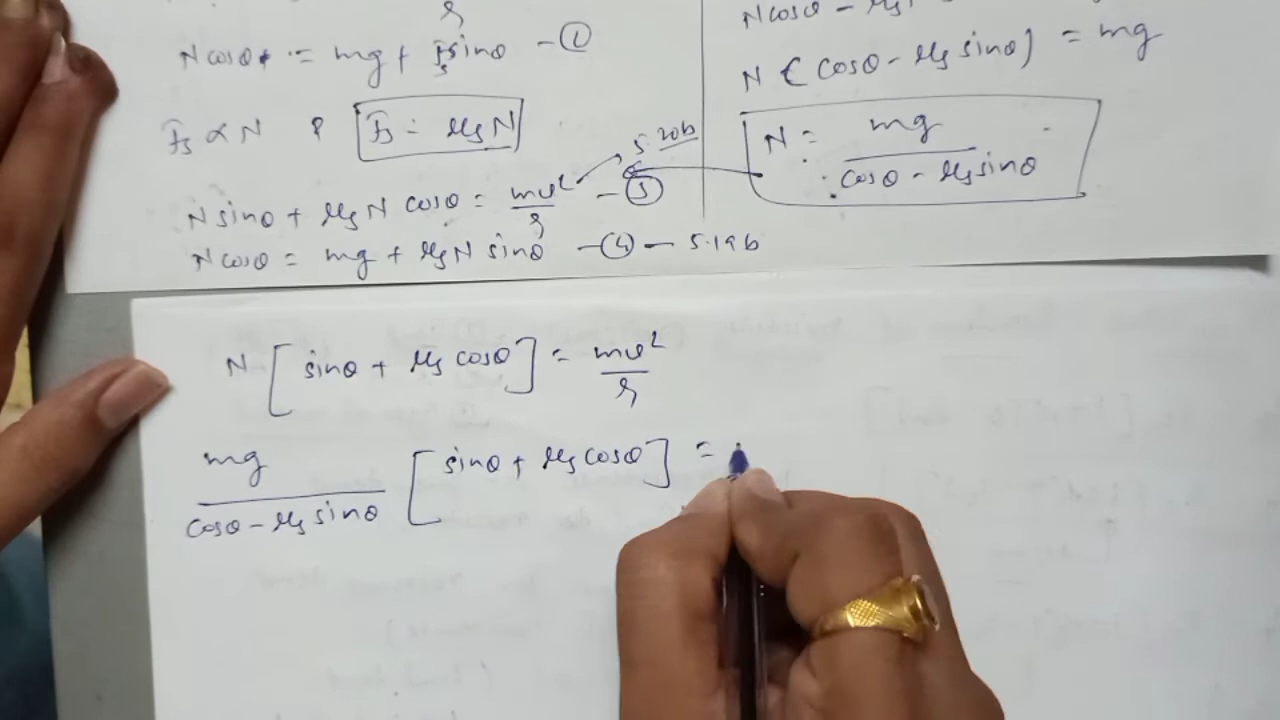 r
N cosθ = mg + Fs sinθ - ①
Fs ∝ N & Fs = μs N
N sinθ + μs N cosθ = mv²/r - ③ 5.20b
N cosθ = mg + μs N sinθ - ④ - 5.19b
N cosθ - μs
N (cosθ - μs sinθ) = mg
N = mg / cosθ - μs sinθ
N [sinθ + μs cosθ] = mv²/r
mg / cosθ - μs sinθ [sinθ + μs cosθ] =